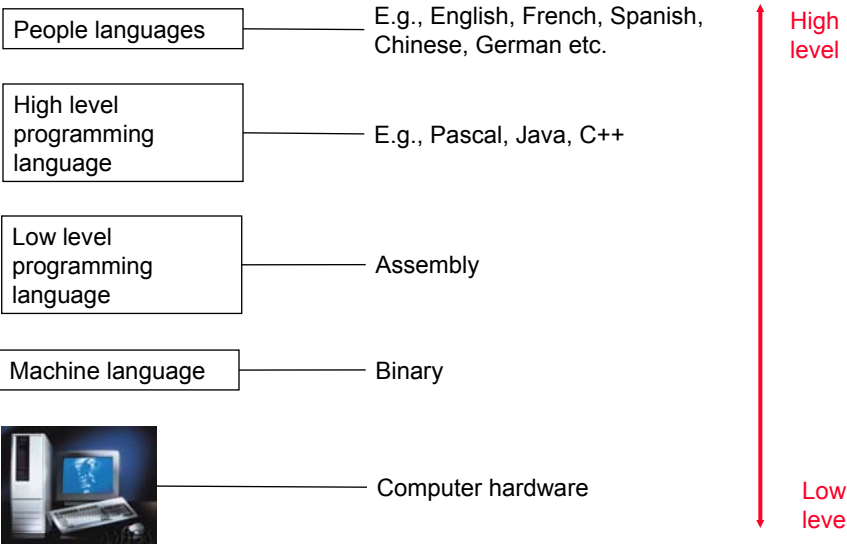 People languages
E.g., English, French, Spanish,
Chinese, German etc.
High
level
High level
programming
language
E.g., Pascal, Java, C++
Low level
programming
language
Assembly
Machine language
Binary
Computer hardware
Low
leve